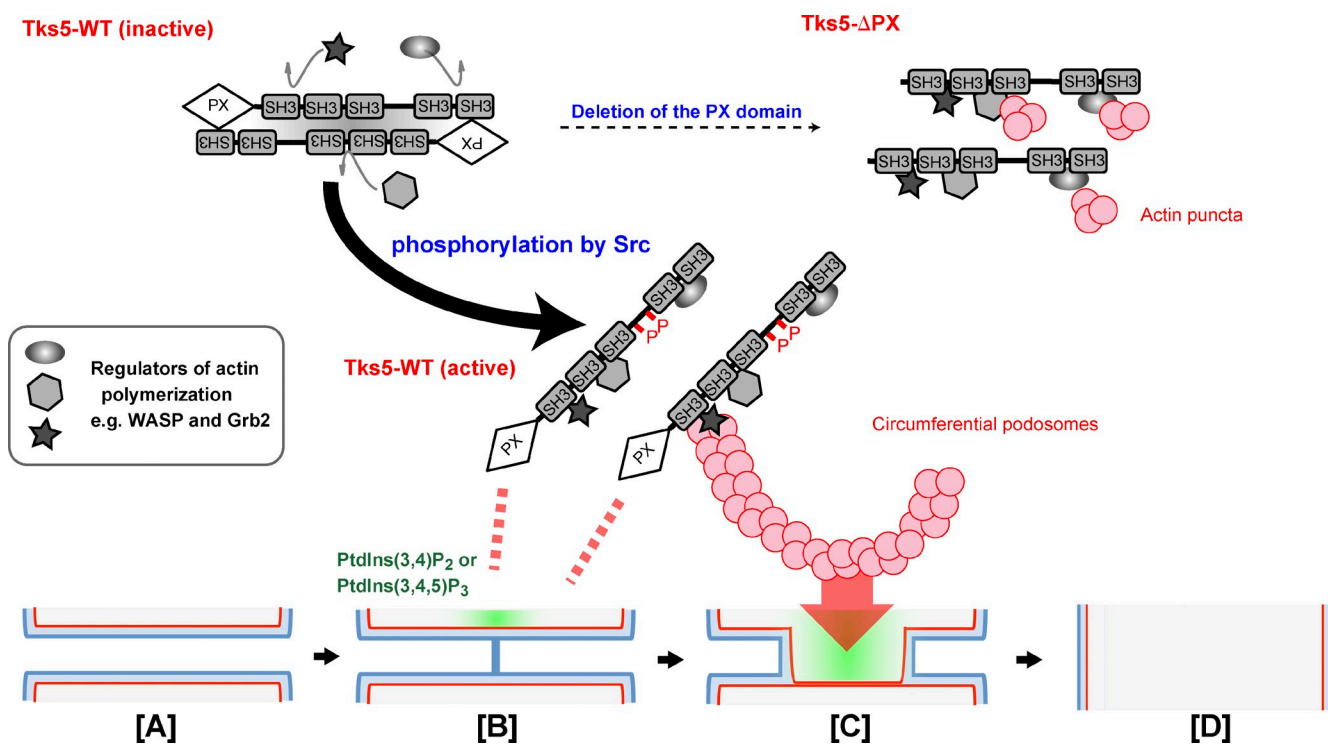 Tks5-WT (inactive)
Tks5-ΔPX
PX SH3 SH3 SH3 SH3 SH3
SH3 SH3 SH3 SH3 SH3 PX
Deletion of the PX domain
SH3 SH3 SH3 SH3 SH3
SH3 SH3 SH3 SH3 SH3
Actin puncta
phosphorylation by Src
Tks5-WT (active)
PX SH3 SH3 SH3 P P SH3 SH3
PX SH3 SH3 SH3 P P SH3 SH3
Regulators of actin
polymerization
e.g. WASP and Grb2
Circumferential podosomes
PtdIns(3,4)P2 or
PtdIns(3,4,5)P3
[A] [B] [C] [D]